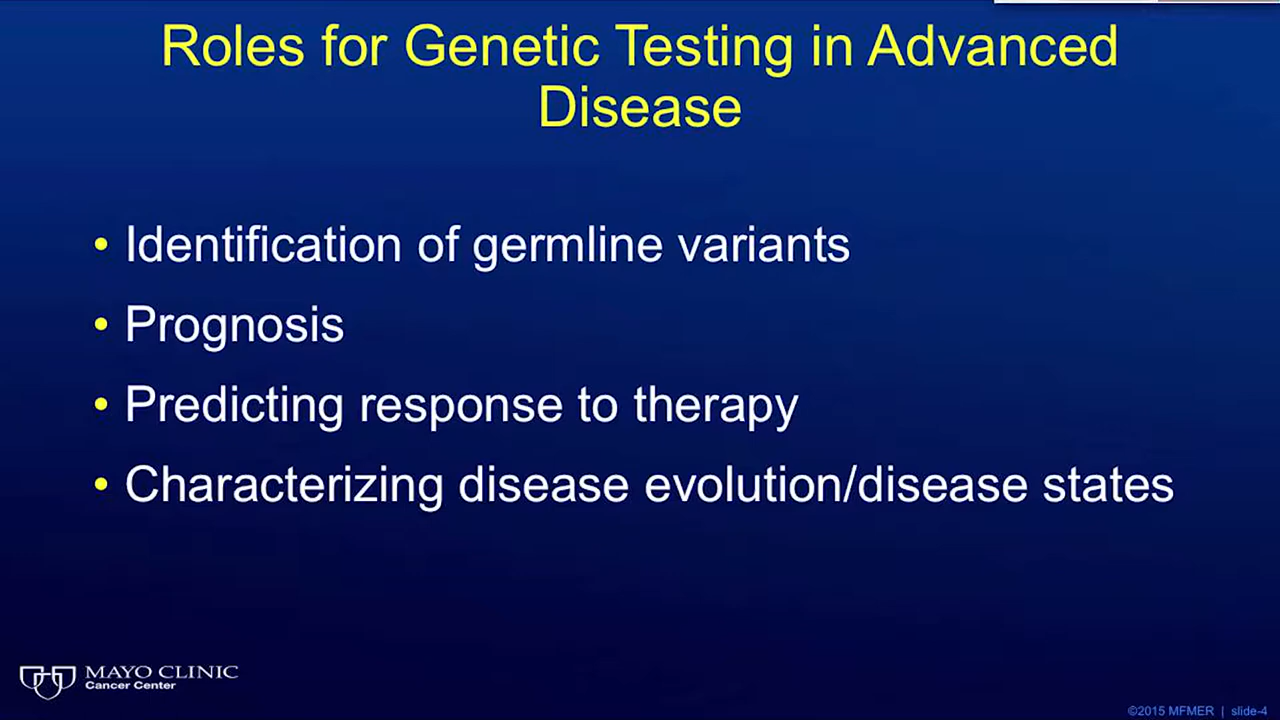 Roles for Genetic Testing in Advanced
Disease
• Identification of germline variants
• Prognosis
• Predicting response to therapy
• Characterizing disease evolution/disease states
MAYO CLINIC
Cancer Center
©2015 MFMER | slide-4